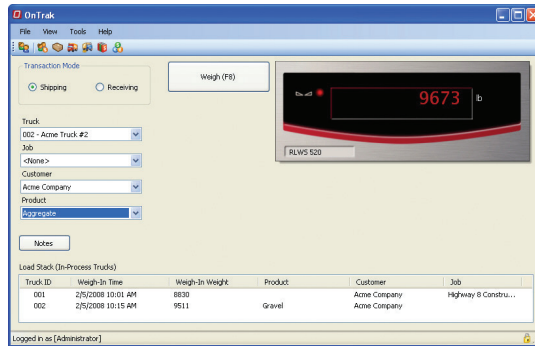 OnTrak
File View Tools Help
Transaction Mode
Shipping Receiving
Weigh (F8)
9673 lb
RLWS 520
Truck
002 - Acme Truck #2
Job
<None>
Customer
Acme Company
Product
Aggregate
Notes
Load Stack (In-Process Trucks)
Truck ID Weigh-In Time Weigh-In Weight Product Customer Job
001 2/5/2008 10:01 AM 8830 Acme Company Highway 8 Constru...
002 2/5/2008 10:15 AM 9511 Gravel Acme Company
Logged in as [Administrator]